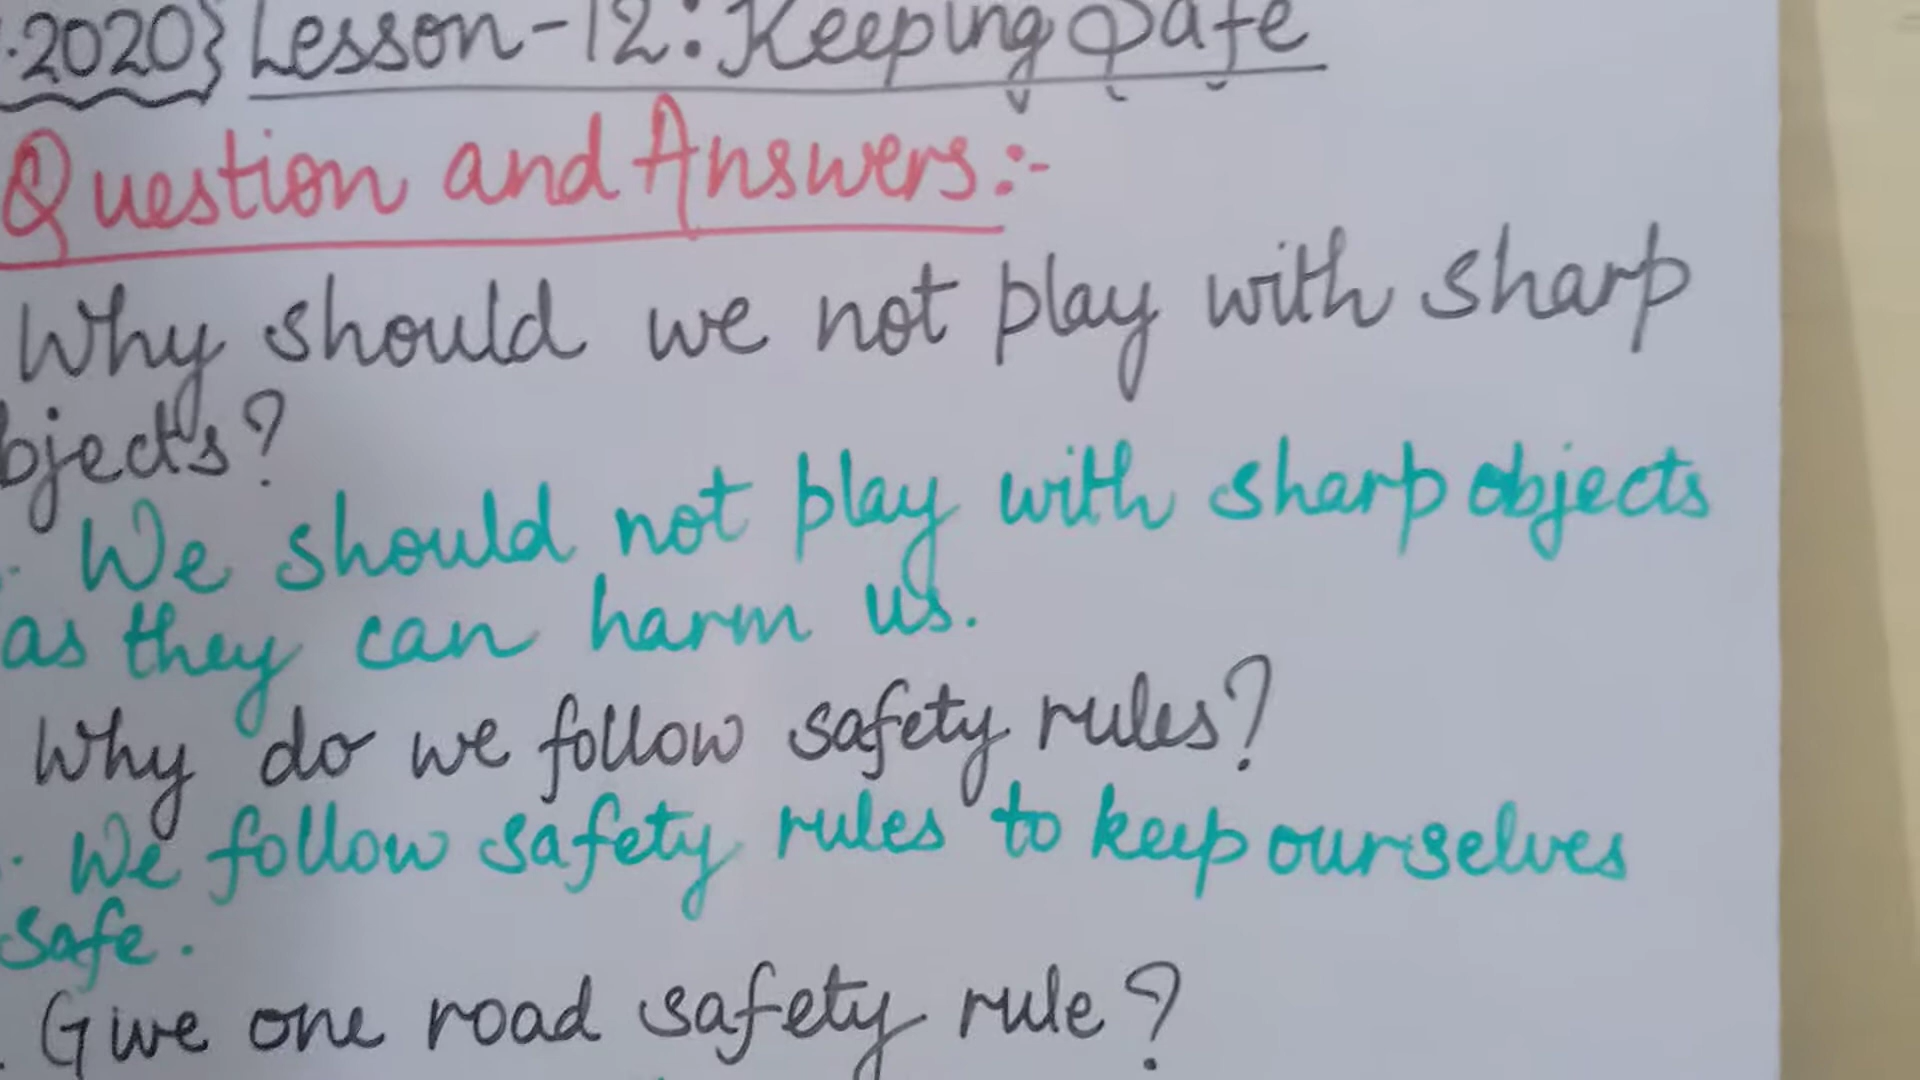 .2020} Lesson-12: Keeping Safe
Question and Answers:-
Why should we not play with sharp
bjects?
. We should not play with sharp objects
as they can harm us.
Why do we follow safety rules?
. We follow safety rules to keep ourselves
safe.
. Give one road safety rule?